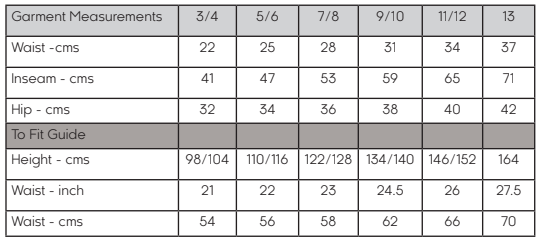 Garment Measurements 3/4 5/6 7/8 9/10 11/12 13
Waist -cms 22 25 28 31 34 37
Inseam - cms 41 47 53 59 65 71
Hip - cms 32 34 36 38 40 42
To Fit Guide
Height - cms 98/104 110/116 122/128 134/140 146/152 164
Waist - inch 21 22 23 24.5 26 27.5
Waist - cms 54 56 58 62 66 70